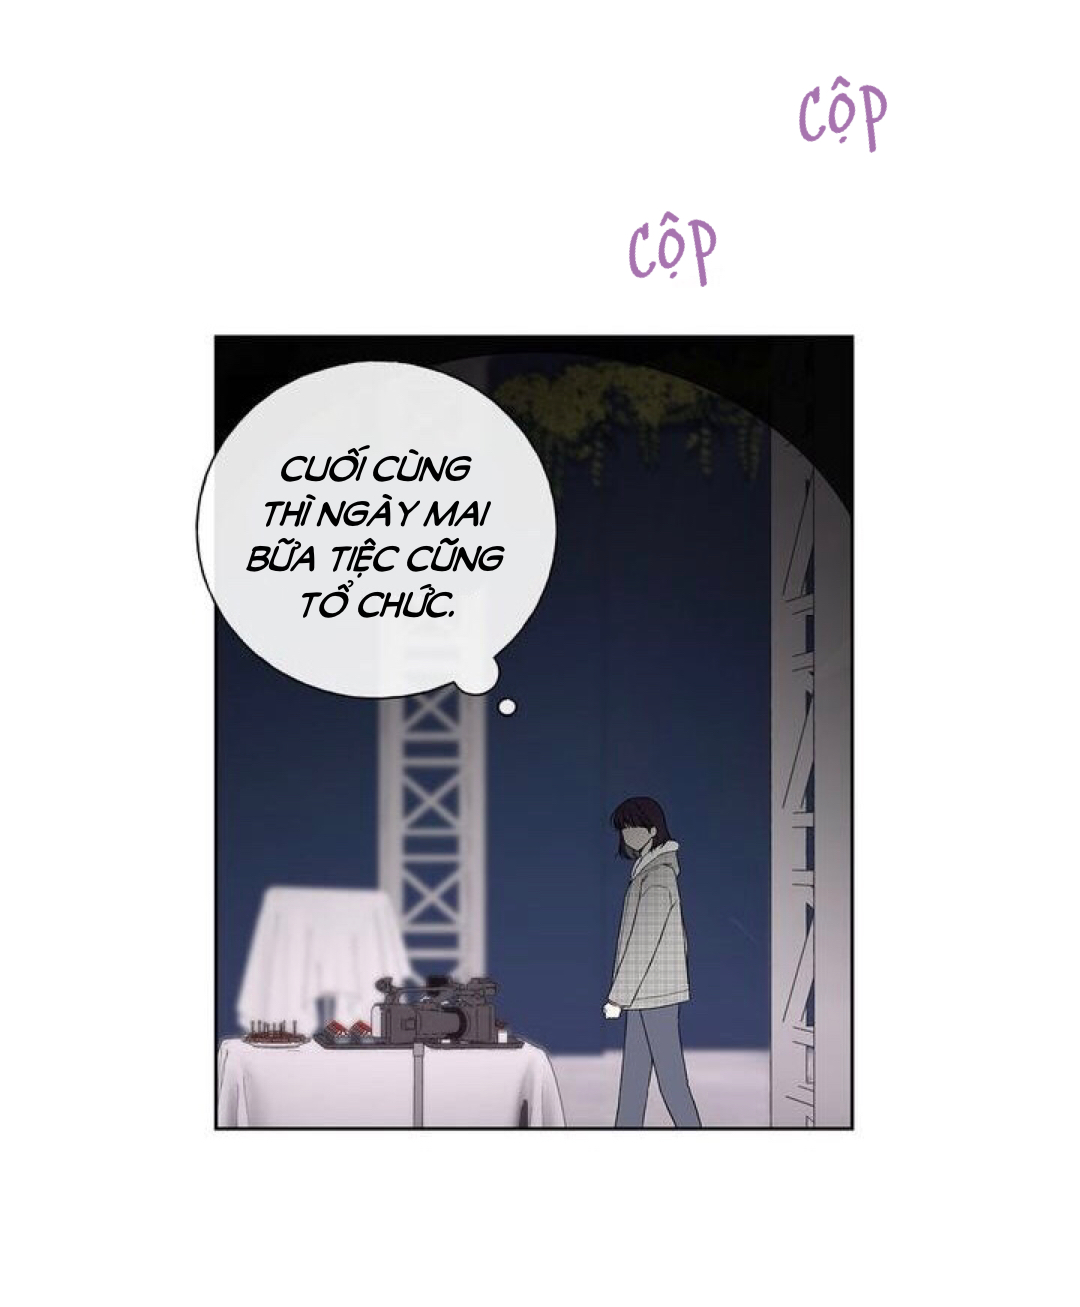 CỘP
CỘP
CUỐI CÙNG
THÌ NGÀY MAI
BỮA TIỆC CŨNG
TỔ CHỨC.